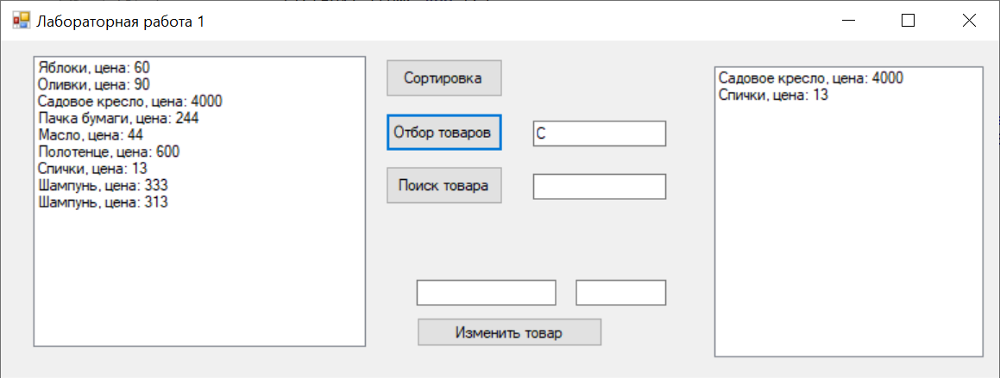 Лабораторная работа 1
Яблоки, цена: 60
Оливки, цена: 90
Садовое кресло, цена: 4000
Пачка бумаги, цена: 244
Масло, цена: 44
Полотенце, цена: 600
Спички, цена: 13
Шампунь, цена: 333
Шампунь, цена: 313
Сортировка
Отбор товаров
С
Поиск товара
Изменить товар
Садовое кресло, цена: 4000
Спички, цена: 13